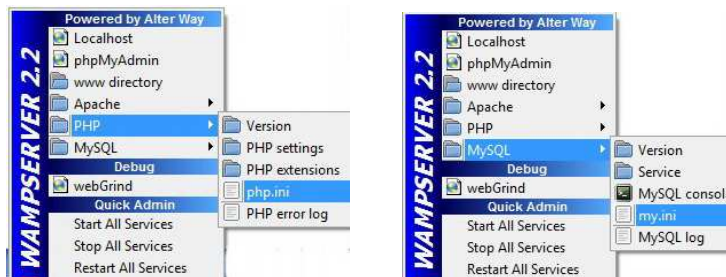 Powered by Alter Way
WAMPSERVER 2.2
Localhost
phpMyAdmin
www directory
Apache
PHP
MySQL
Debug
webGrind
Quick Admin
Start All Services
Stop All Services
Restart All Services
Version
PHP settings
PHP extensions
php.ini
PHP error log
Powered by Alter Way
WAMPSERVER 2.2
Localhost
phpMyAdmin
www directory
Apache
PHP
MySQL
Debug
webGrind
Quick Admin
Start All Services
Stop All Services
Restart All Services
Version
Service
MySQL consol
my.ini
MySQL log